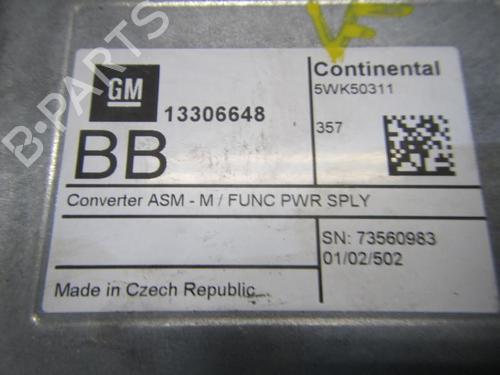 VF
GM
13306648
BB
Continental
5WK50311
357
Converter ASM - M / FUNC PWR SPLY
SN: 73560983
01/02/502
Made in Czech Republic
B-PARTS